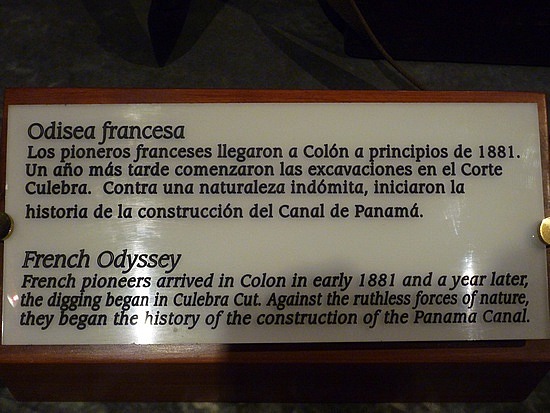 Odisea francesa
Los pioneros franceses llegaron a Colón a principios de 1881.
Un año más tarde comenzaron las excavaciones en el Corte
Culebra. Contra una naturaleza indómita, iniciaron la
historia de la construcción del Canal de Panamá.
French Odyssey
French pioneers arrived in Colon in early 1881 and a year later,
the digging began in Culebra Cut. Against the ruthless forces of nature,
they began the history of the construction of the Panama Canal.